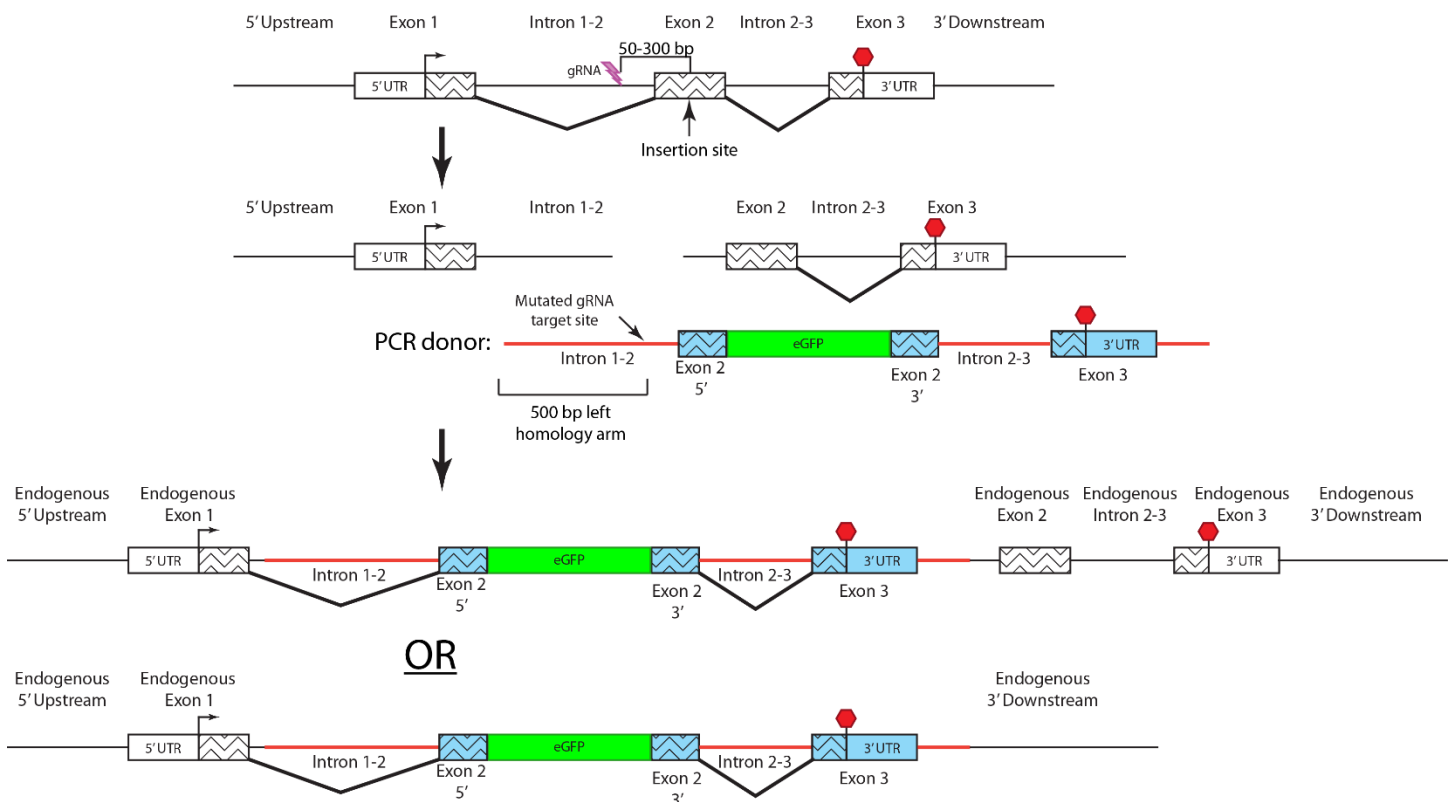 5' Upstream Exon 1 Intron 1-2 Exon 2 Intron 2-3 Exon 3 3' Downstream
50-300 bp
gRNA
5' UTR 3' UTR
Insertion site
5' Upstream Exon 1 Intron 1-2 Exon 2 Intron 2-3 Exon 3
5' UTR 3' UTR
Mutated gRNA
target site
PCR donor: eGFP 3' UTR
Intron 1-2 Exon 2 Intron 2-3 Exon 3
5' Exon 2
3'
500 bp left
homology arm
Endogenous Endogenous Endogenous Endogenous Endogenous Endogenous
5' Upstream Exon 1 Exon 2 Intron 2-3 Exon 3 3' Downstream
5' UTR eGFP 3' UTR 3' UTR
Intron 1-2 Exon 2 Exon 2 Intron 2-3 Exon 3
5' 3'
OR
Endogenous Endogenous Endogenous
5' Upstream Exon 1 3' Downstream
5' UTR eGFP 3' UTR
Intron 1-2 Exon 2 Exon 2 Intron 2-3 Exon 3
5' 3'